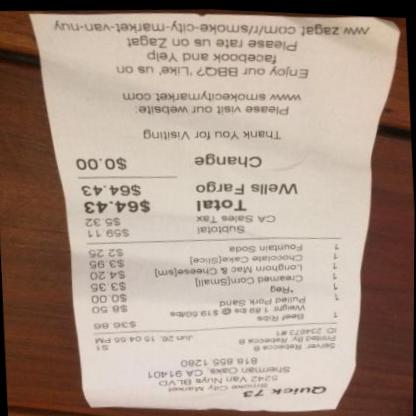 Quick 73
Smoke City Market
5242 Van Nuys BLVD
Sherman Oaks, CA 91401
818.855.1280
Server: Rebecca B S1
Printed By Rebecca B Jun 26, 15 04:55 PM
ID 234673 #1
1 Beef Ribs $36.86
Weight 1.89 lbs @ $19.50/lbs
1 Pulled Pork Sand $8.50
*Reg* $0.00
1 Creamed Corn[Small] $3.35
1 Longhorn Mac & Cheese[sm] $4.20
1 Chocolate Cake[Slice] $3.95
1 Fountain Soda $2.25
Subtotal $59.11
CA Sales Tax $5.32
Total $64.43
Wells Fargo $64.43
Change $0.00
Thank You for Visiting
Please visit our website:
www.smokecitymarket.com
Enjoy our BBQ? 'Like' us on
facebook and Yelp
Please rate us on Zagat
www.zagat.com/r/smoke-city-market-van-nuy